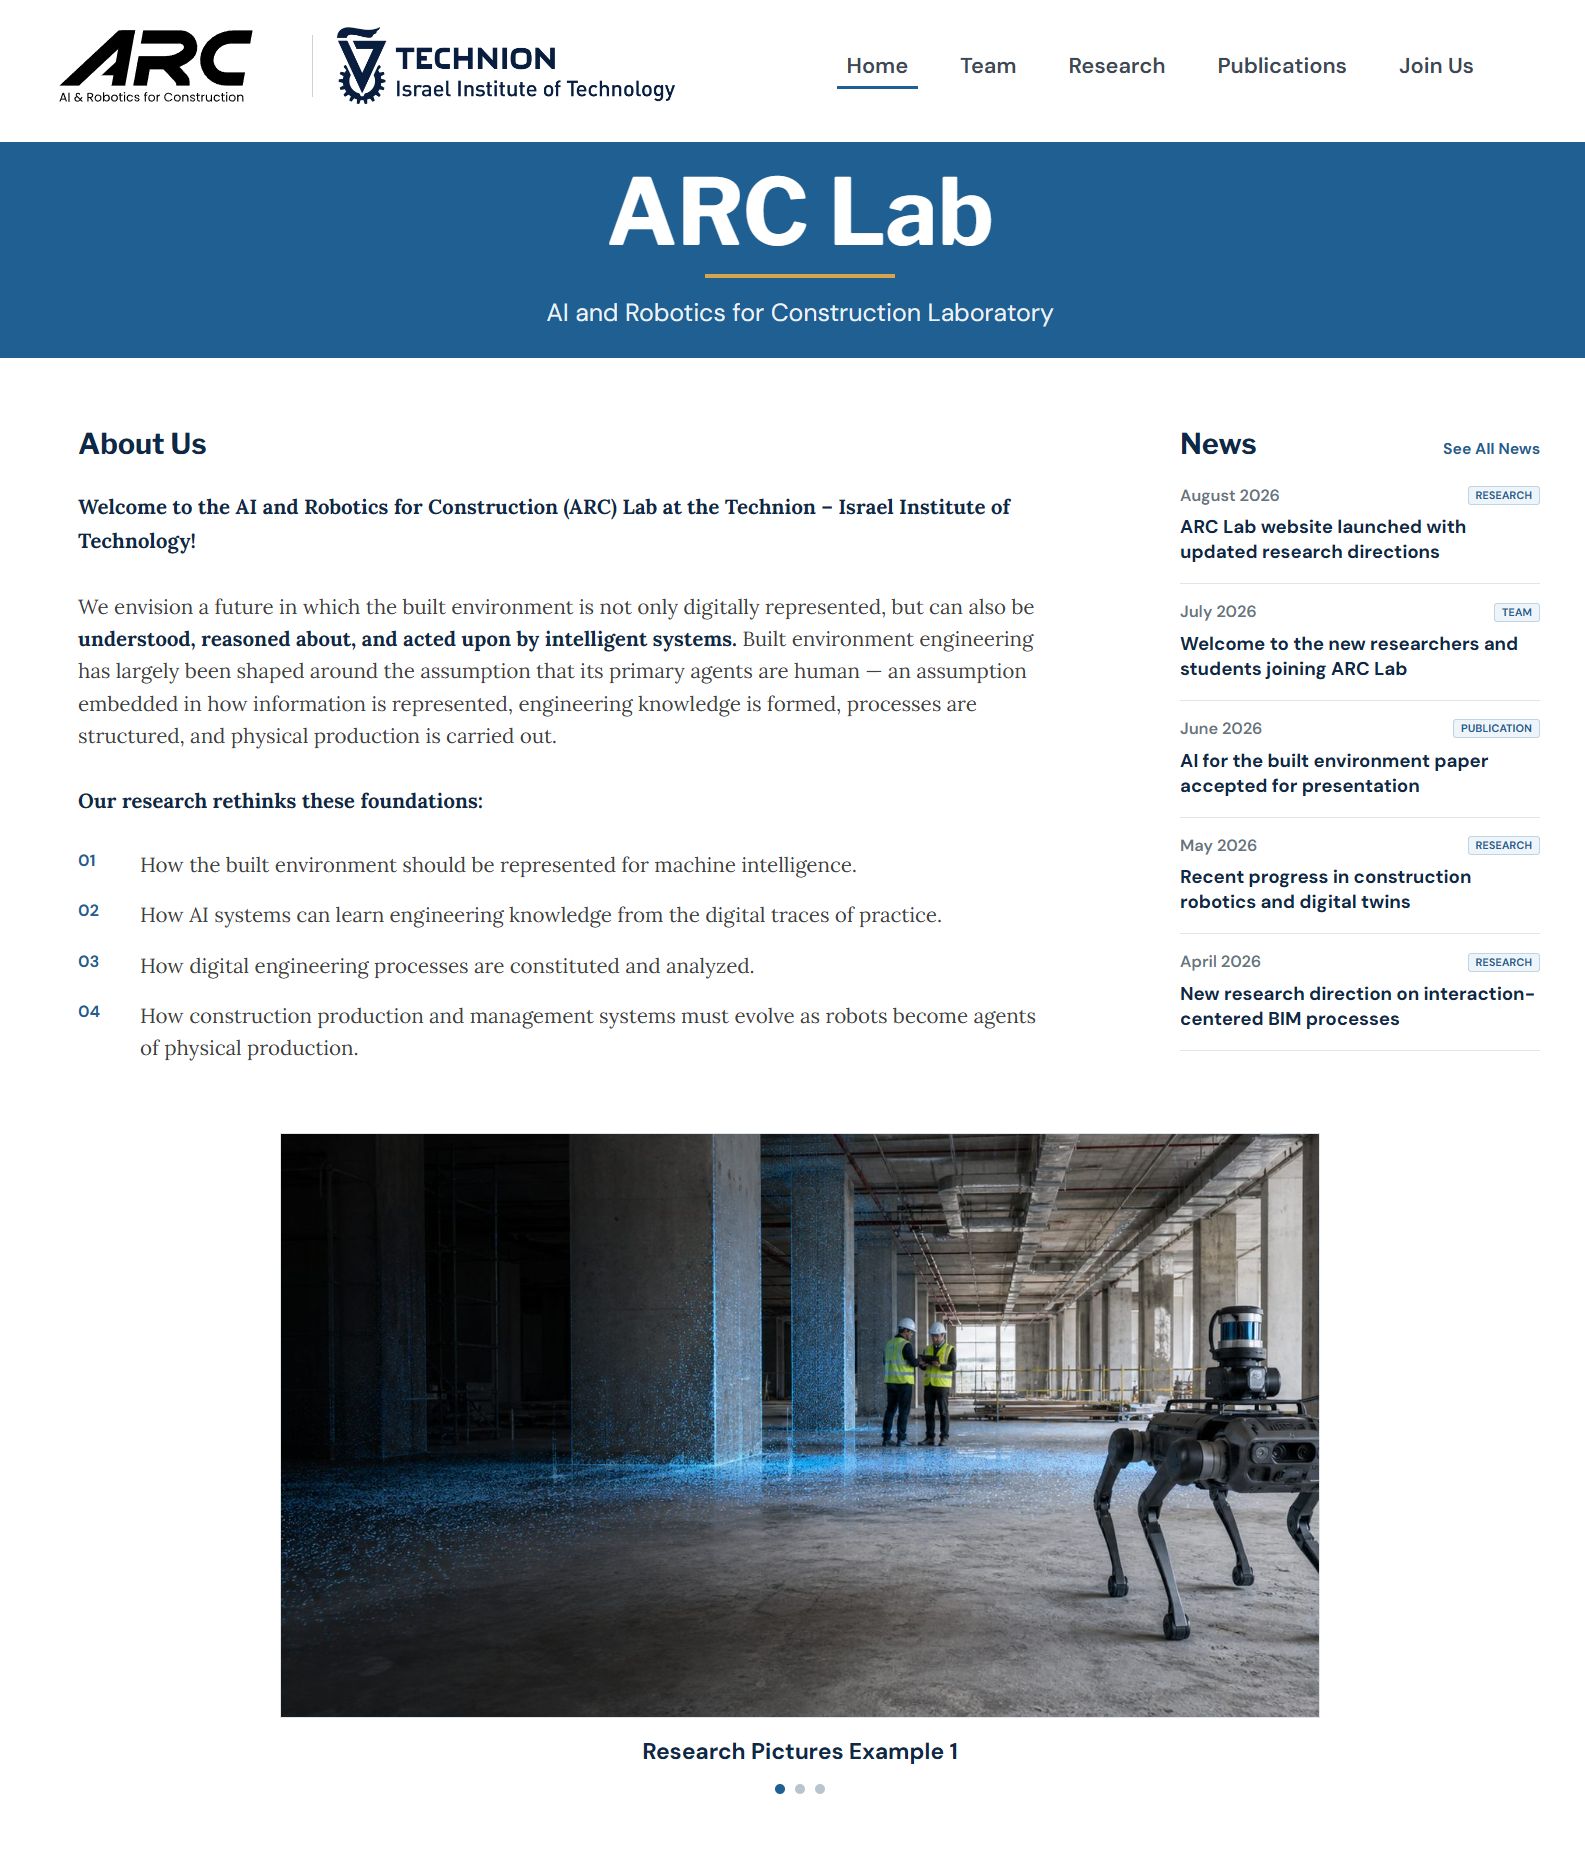 ARC
AI & Robotics for Construction
TECHNION
Israel Institute of Technology
Home
Team
Research
Publications
Join Us
ARC Lab
AI and Robotics for Construction Laboratory
About Us
Welcome to the AI and Robotics for Construction (ARC) Lab at the Technion – Israel Institute of
Technology!
We envision a future in which the built environment is not only digitally represented, but can also be
understood, reasoned about, and acted upon by intelligent systems. Built environment engineering
has largely been shaped around the assumption that its primary agents are human — an assumption
embedded in how information is represented, engineering knowledge is formed, processes are
structured, and physical production is carried out.
Our research rethinks these foundations:
01 How the built environment should be represented for machine intelligence.
02 How AI systems can learn engineering knowledge from the digital traces of practice.
03 How digital engineering processes are constituted and analyzed.
04 How construction production and management systems must evolve as robots become agents
of physical production.
News
See All News
August 2026 RESEARCH
ARC Lab website launched with
updated research directions
July 2026 TEAM
Welcome to the new researchers and
students joining ARC Lab
June 2026 PUBLICATION
AI for the built environment paper
accepted for presentation
May 2026 RESEARCH
Recent progress in construction
robotics and digital twins
April 2026 RESEARCH
New research direction on interaction-
centered BIM processes
Research Pictures Example 1